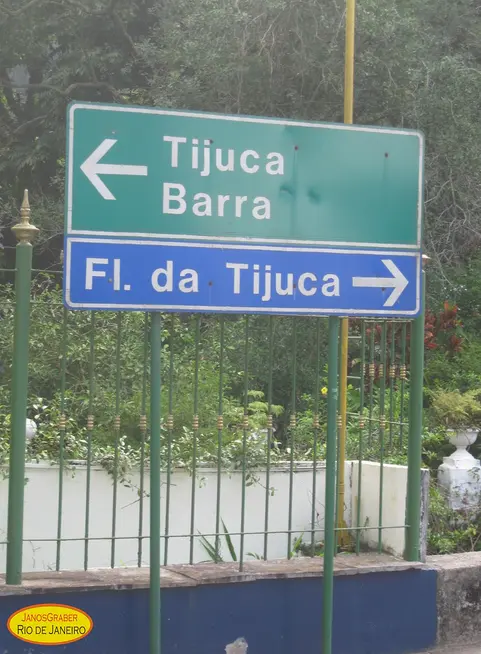 Tijuca
Barra
Fl. da Tijuca
JANOSGRABER
RIO DE JANEIRO